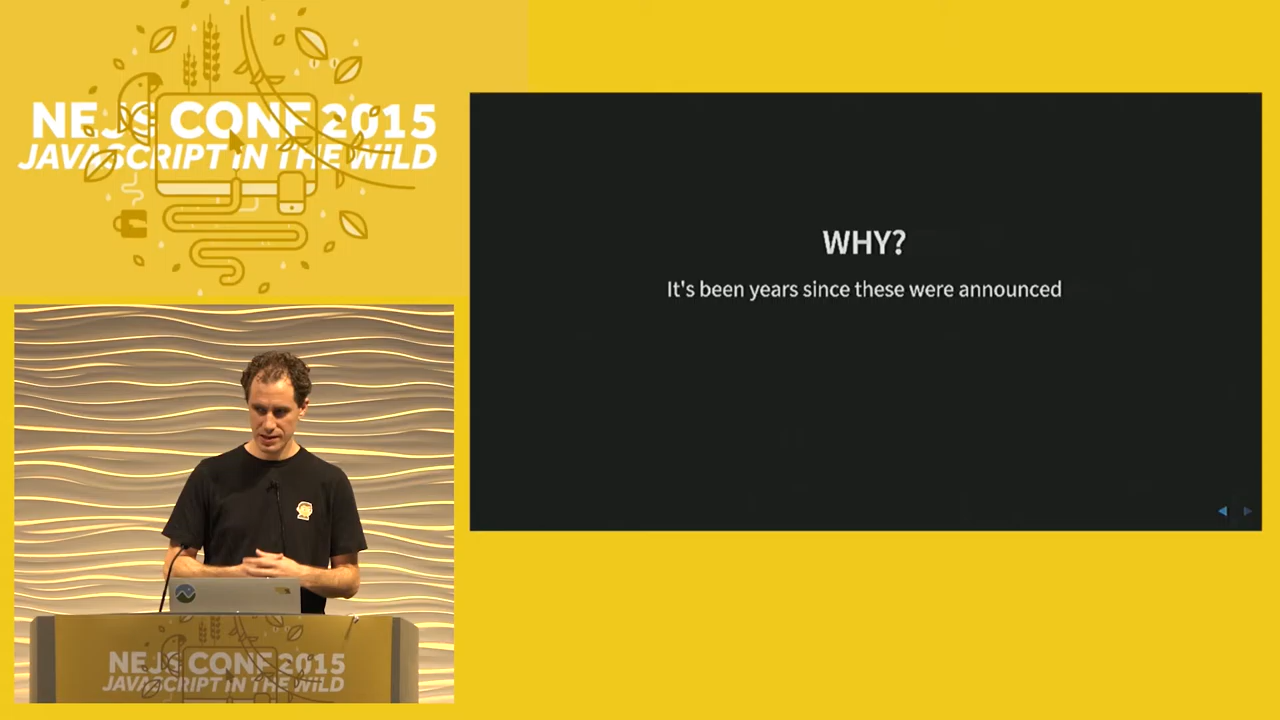 NEJS CONF 2015
JAVASCRIPT IN THE WILD
WHY?
It's been years since these were announced
NEJS CONF 2015
JAVASCRIPT IN THE WILD